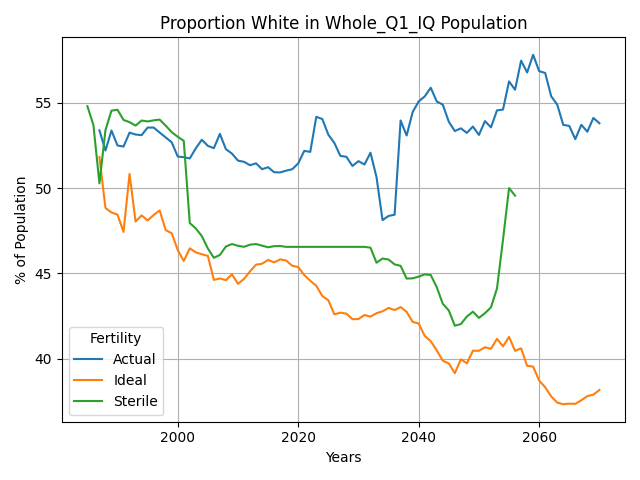 Proportion White in Whole_Q1_IQ Population
% of Population
55
50
45
40
Fertility
Actual
Ideal
Sterile
2000
2020
2040
2060
Years